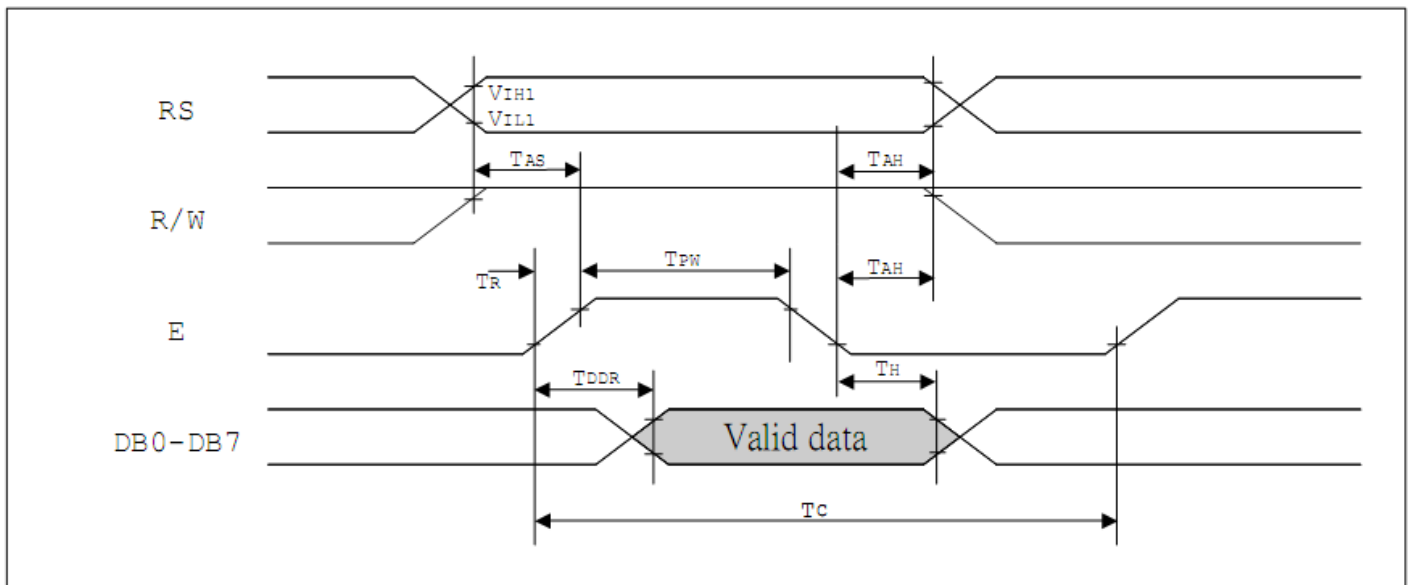 RS
VIH1
VIL1
TAS
TAH
R/W
TR
TPW
TAH
E
TDDR
TH
DB0-DB7
Valid data
TC